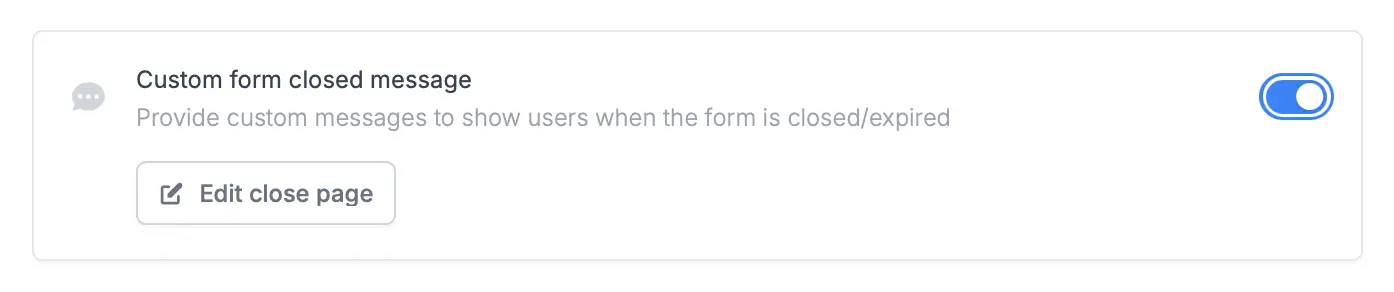 Custom form closed message
Provide custom messages to show users when the form is closed/expired
Edit close page